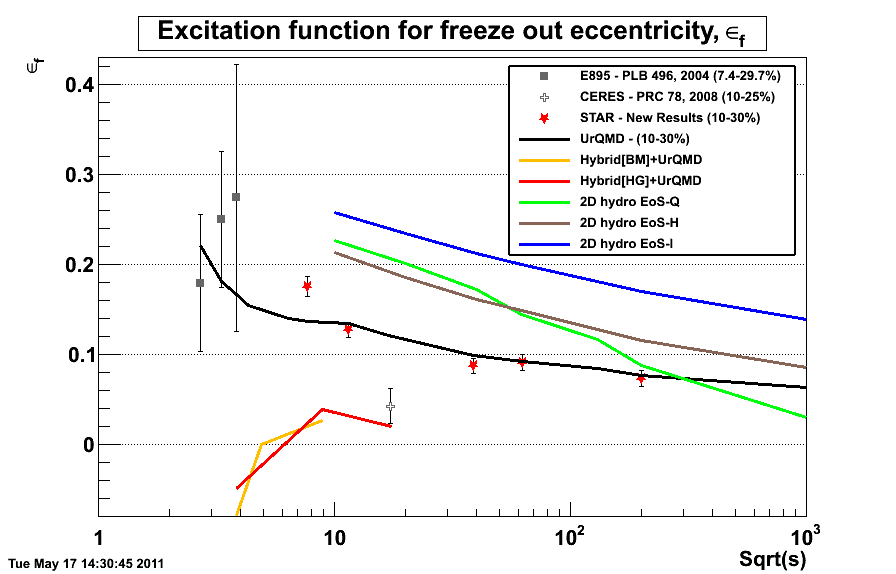 Excitation function for freeze out eccentricity, ∈f
∈f
E895 - PLB 496, 2004 (7.4-29.7%)
CERES - PRC 78, 2008 (10-25%)
STAR - New Results (10-30%)
UrQMD - (10-30%)
Hybrid[BM]+UrQMD
Hybrid[HG]+UrQMD
2D hydro EoS-Q
2D hydro EoS-H
2D hydro EoS-I
0.4
0.3
0.2
0.1
0
1 10 10² 10³
Sqrt(s)
Tue May 17 14:30:45 2011